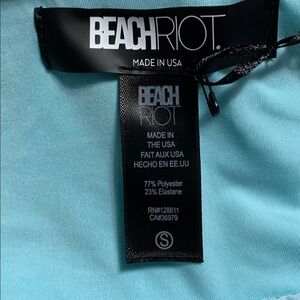 BEACHRIOT.
MADE IN USA
BEACH
RIOT
MADE IN
THE USA
FAIT AUX USA
HECHO EN EE.UU
77% Polyester
23% Elastane
RN#128811
CA#36979
S